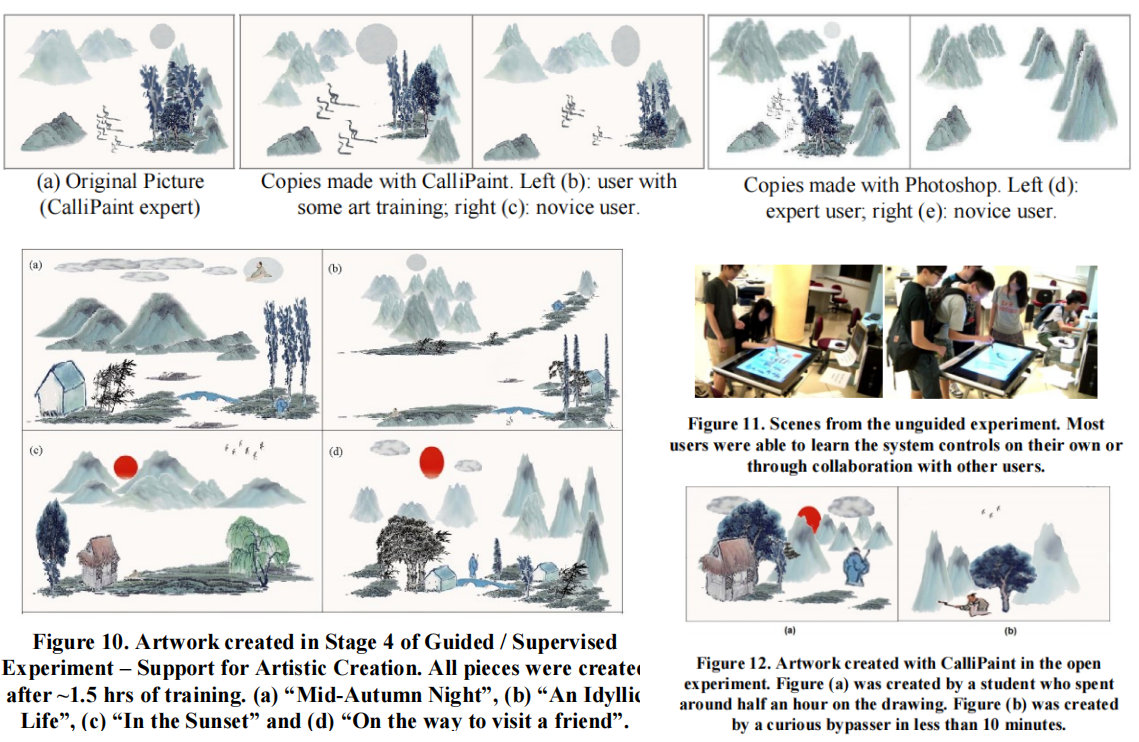 (a) Original Picture
(CalliPaint expert)
Copies made with CalliPaint. Left (b): user with
some art training; right (c): novice user.
Copies made with Photoshop. Left (d):
expert user; right (e): novice user.
(a)
(b)
(c)
(d)
Figure 10. Artwork created in Stage 4 of Guided / Supervised
Experiment – Support for Artistic Creation. All pieces were create
after ~1.5 hrs of training. (a) “Mid-Autumn Night”, (b) “An Idyllic
Life”, (c) “In the Sunset” and (d) “On the way to visit a friend”.
Figure 11. Scenes from the unguided experiment. Most
users were able to learn the system controls on their own or
through collaboration with other users.
(a)
(b)
Figure 12. Artwork created with CalliPaint in the open
experiment. Figure (a) was created by a student who spent
around half an hour on the drawing. Figure (b) was created
by a curious bypasser in less than 10 minutes.